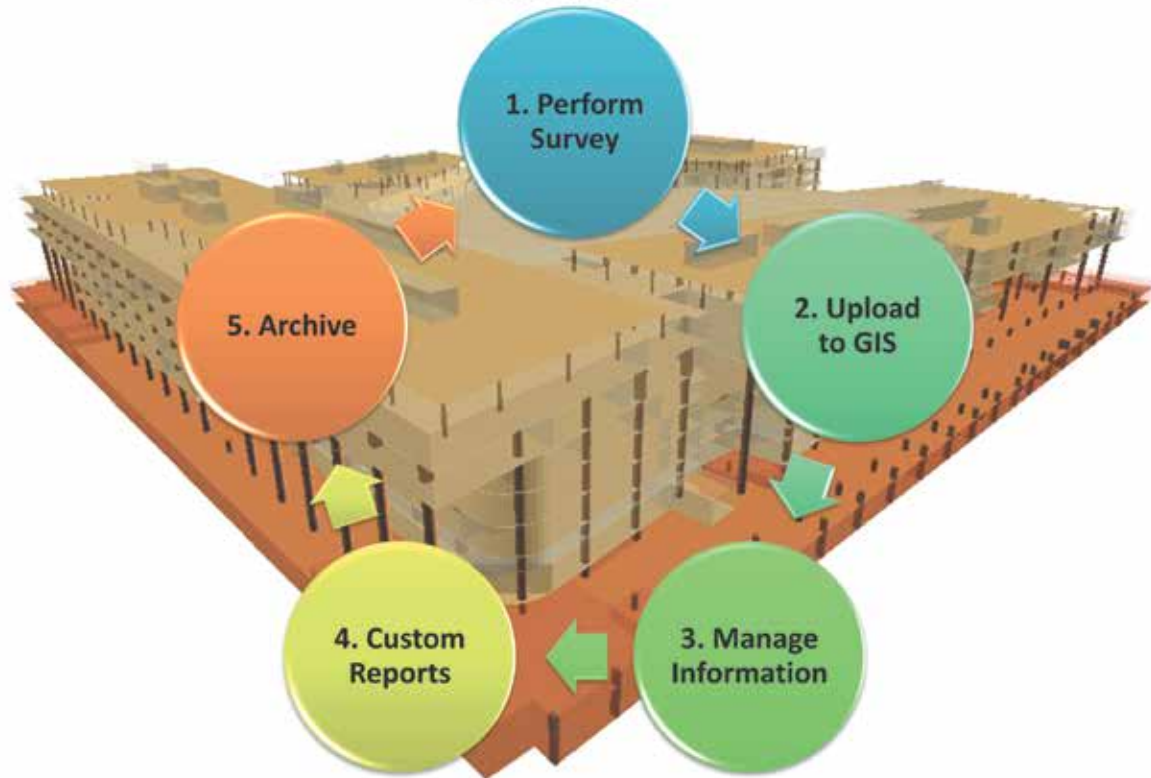 1. Perform
Survey
2. Upload
to GIS
3. Manage
Information
4. Custom
Reports
5. Archive